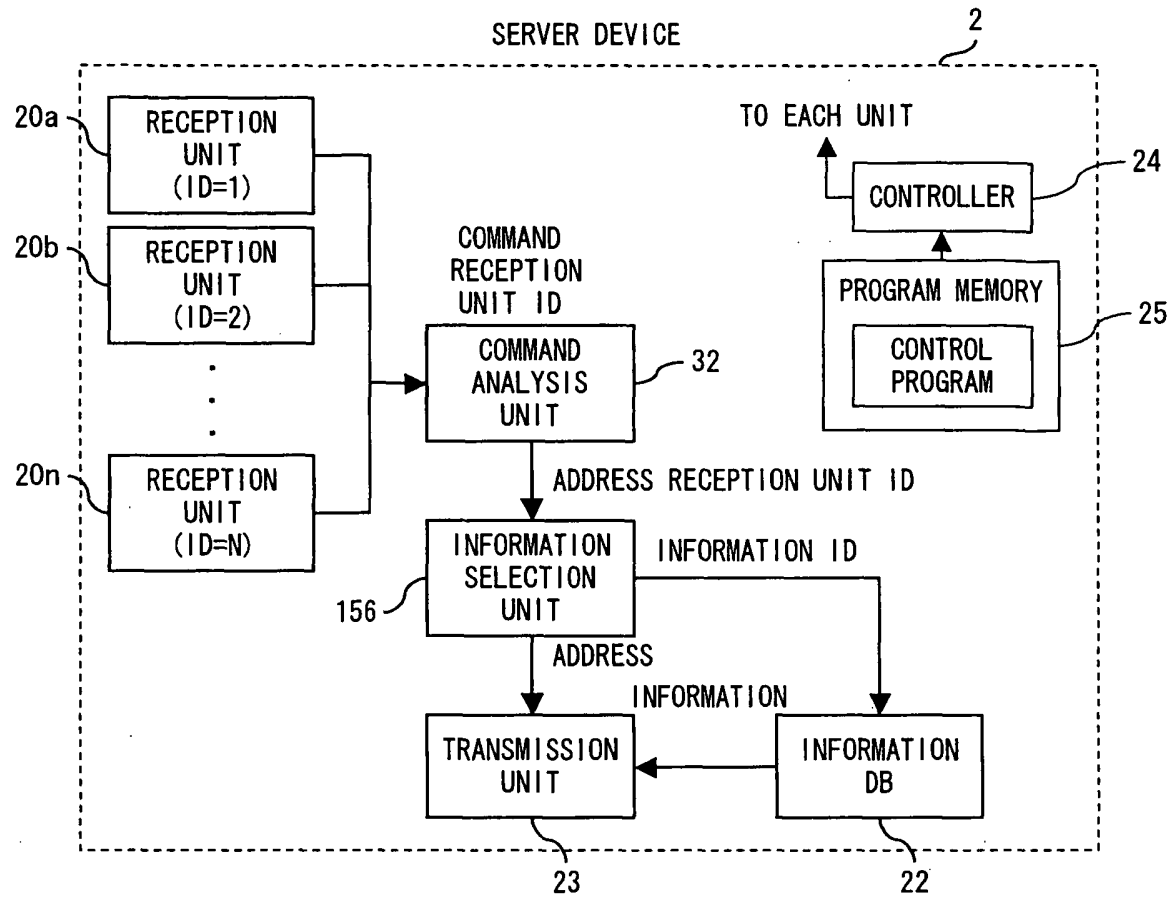 SERVER DEVICE
2
20a
RECEPTION
UNIT
(ID=1)
20b
RECEPTION
UNIT
(ID=2)
20n
RECEPTION
UNIT
(ID=N)
TO EACH UNIT
CONTROLLER
24
PROGRAM MEMORY
CONTROL
PROGRAM
25
COMMAND
RECEPTION
UNIT ID
COMMAND
ANALYSIS
UNIT
32
ADDRESS RECEPTION UNIT ID
INFORMATION
SELECTION
UNIT
156
INFORMATION ID
ADDRESS
INFORMATION
TRANSMISSION
UNIT
23
INFORMATION
DB
22